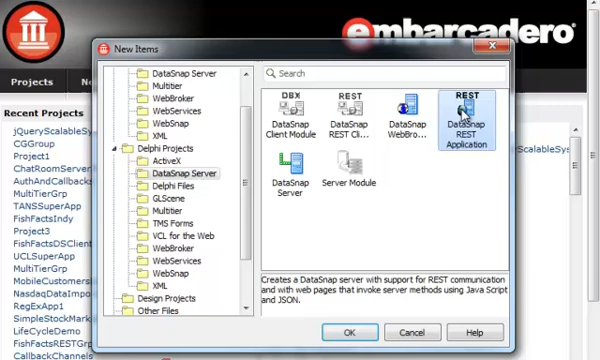 embarcadero
New Items
Projects
Ne
Recent Projects
jQueryScalableSys
CGGroup
Project1
ChatRoomServer
AuthAndCallbacks
MultiTierGrp
TANSSuperApp
FishFactsIndy
Project3
FishFactsDSClient
UCLSuperApp
MultiTierGrp
MobileCustomers
NasdaqDataImpo
RegExApp1
SimpleStockMark
LifeCycleDemo
FishFactsRESTGr
CallbackChannels
DataSnap Server
Multitier
WebBroker
WebServices
WebSnap
XML
Delphi Projects
ActiveX
DataSnap Server
Delphi Files
GLScene
Multitier
TMS Forms
VCL for the Web
WebBroker
WebServices
WebSnap
XML
Design Projects
Other Files
Search
DBX
DataSnap
Client Module
REST
DataSnap
REST Cli...
DataSnap
WebBro...
REST
DataSnap
REST
Application
DataSnap
Server
Server Module
ScalableSys
Creates a DataSnap server with support for REST communication
and with web pages that invoke server methods using Java Script
and JSON.
OK
Cancel
Help